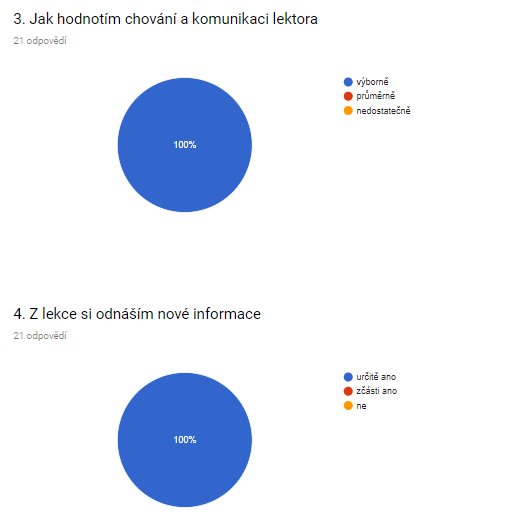 3. Jak hodnotím chování a komunikaci lektora
21 odpovědí
výborně
průměrně
nedostatečně
100%
4. Z lekce si odnáším nové informace
21 odpovědí
určitě ano
zčásti ano
ne
100%